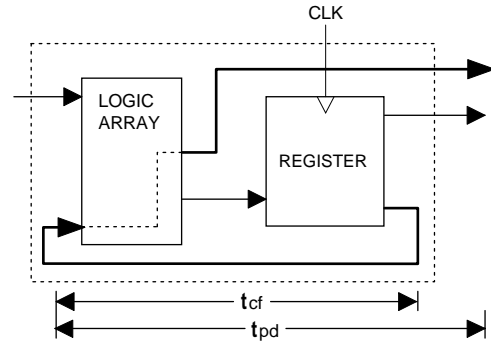 CLK
LOGIC
ARRAY
REGISTER
tcf
tpd